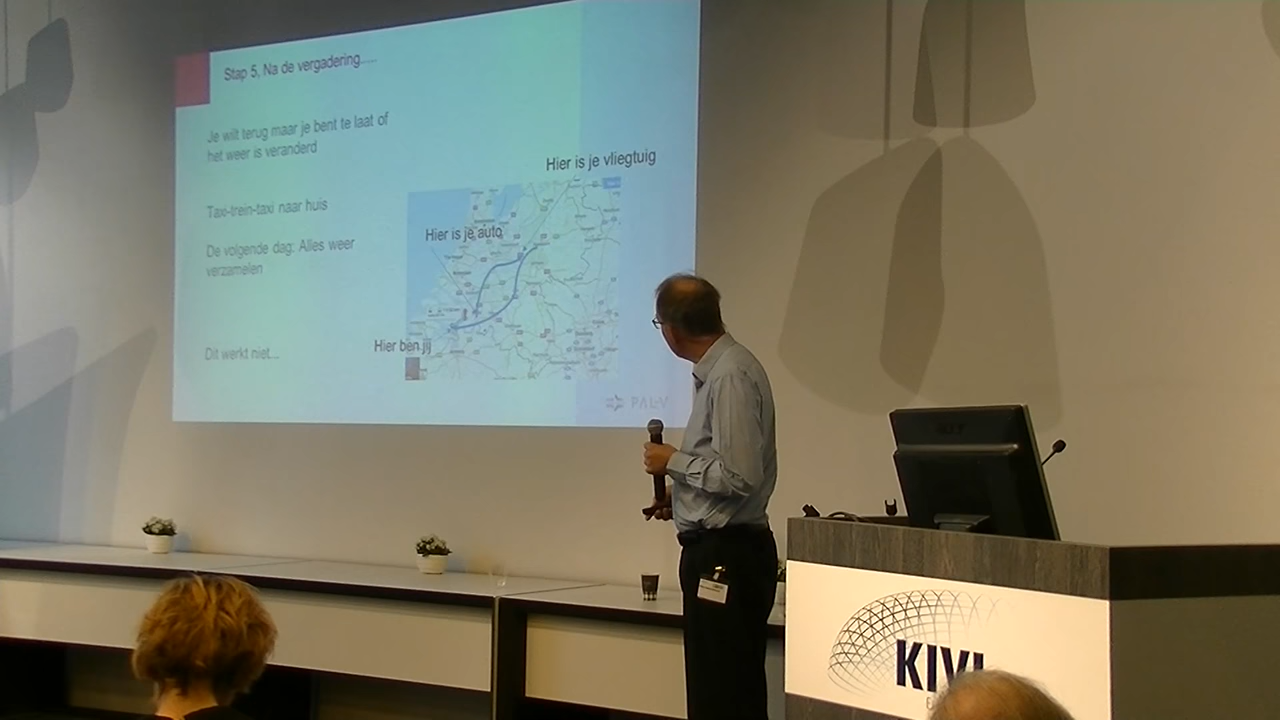 Stap 5, Na de vergadering.....
Je wilt terug maar je bent te laat of
het weer is veranderd
Hier is je vliegtuig
Taxi-trein-taxi naar huis
Hier is je auto
De volgende dag: Alles weer
verzamelen
Hier ben jij
Dit werkt niet...
PAL-V
KIVI